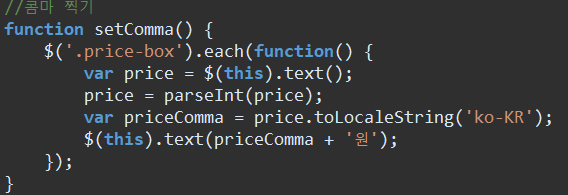 //콤마 찍기
function setComma() {
    $('.price-box').each(function() {
        var price = $(this).text();
        price = parseInt(price);
        var priceComma = price.toLocaleString('ko-KR');
        $(this).text(priceComma + '원');
    });
}